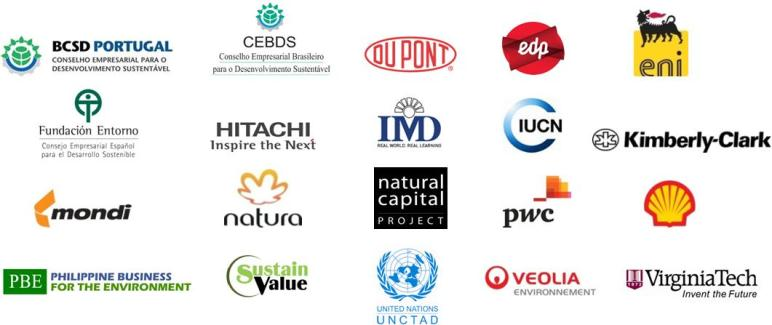 BCSD PORTUGAL
CONSELHO EMPRESARIAL PARA O
DESENVOLVIMENTO SUSTENTÁVEL
CEBDS
Conselho Empresarial Brasileiro
para o Desenvolvimento Sustentável
DU PONT
edp
eni
Fundación Entorno
Consejo Empresarial Español
para el Desarrollo Sostenible
HITACHI
Inspire the Next
IMD
REAL WORLD. REAL LEARNING
IUCN
Kimberly-Clark
mondi
natura
natural
capital
PROJECT
pwc
PBE
PHILIPPINE BUSINESS
FOR THE ENVIRONMENT
Sustain
Value
UNITED NATIONS
UNCTAD
VEOLIA
ENVIRONNEMENT
1872
VirginiaTech
Invent the Future